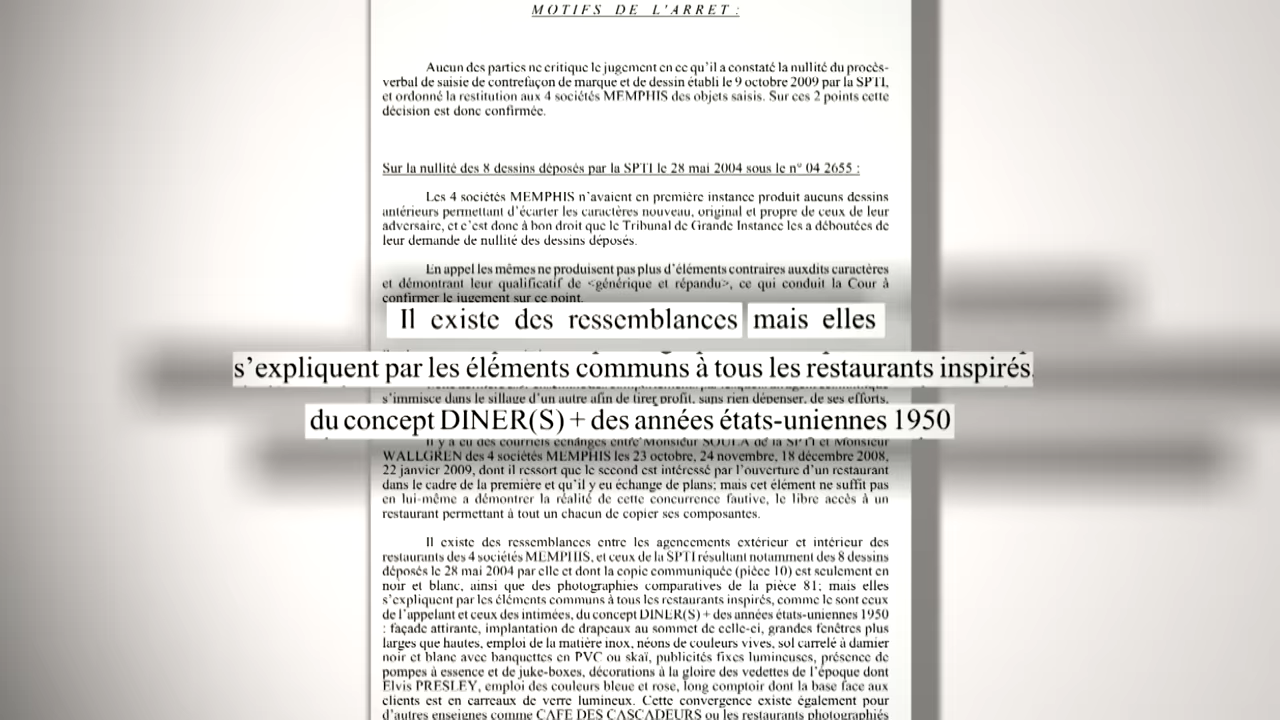 MOTIFS DE L'ARRET :
Aucun des parties ne critique le jugement en ce qu'il a constaté la nullité du procès-
verbal de saisie de contrefaçon de marque et de dessin établi le 9 octobre 2009 par la SPTI,
et ordonné la restitution aux 4 sociétés MEMPHIS des objets saisis. Sur ces 2 points cette
décision est donc confirmée.
Sur la nullité des 8 dessins déposés par la SPTI le 28 mai 2004 sous le n° 04 2655 :
Les 4 sociétés MEMPHIS n'avaient en première instance produit aucuns dessins
antérieurs permettant d'écarter les caractères nouveau, original et propre de ceux de leur
adversaire, et c'est donc à bon droit que le Tribunal de Grande Instance les a déboutées de
leur demande de nullité des dessins déposés.
En appel les mêmes ne produisent pas plus d'éléments contraires auxdits caractères
et démontrant leur qualificatif de <générique et répandu>, ce qui conduit la Cour à
confirmer le jugement sur ce point.
Il existe des ressemblances mais elles
s'expliquent par les éléments communs à tous les restaurants inspirés
s'immisce dans le sillage d'un autre afin de tirer profit, sans rien dépenser, de ses efforts,
du concept DINER(S) + des années états-uniennes 1950
Il y a eu des courriels échangés entre Monsieur SOULA de la SPTI et Monsieur
WALLGREN des 4 sociétés MEMPHIS les 23 octobre, 24 novembre, 18 décembre 2008,
22 janvier 2009, dont il ressort que le second est intéressé par l'ouverture d'un restaurant
dans le cadre de la première et qu'il y eu échange de plans; mais cet élément ne suffit pas
en lui-même a démontrer la réalité de cette concurrence fautive, le libre accès à un
restaurant permettant à tout un chacun de copier ses composantes.
Il existe des ressemblances entre les agencements extérieur et intérieur des
restaurants des 4 sociétés MEMPHIS, et ceux de la SPTI résultant notamment des 8 dessins
déposés le 28 mai 2004 par elle et dont la copie communiquée (pièce 10) est seulement en
noir et blanc, ainsi que des photographies comparatives de la pièce 81; mais elles
s'expliquent par les éléments communs à tous les restaurants inspirés, comme le sont ceux
de l'appelant et ceux des intimées, du concept DINER(S) + des années états-uniennes 1950
: façade attirante, implantation de drapeaux au sommet de celle-ci, grandes fenêtres plus
larges que hautes, emploi de la matière inox, néons de couleurs vives, sol carrelé à damier
noir et blanc avec banquettes en PVC ou skaï, publicités fixes lumineuses, présence de
pompes à essence et de juke-boxes, décorations à la gloire des vedettes de l'époque dont
Elvis PRESLEY, emploi des couleurs bleue et rose, long comptoir dont la base face aux
clients est en carreaux de verre lumineux. Cette convergence existe également pour
d'autres enseignes comme CAFE DES CASCADEURS ou les restaurants photographiés